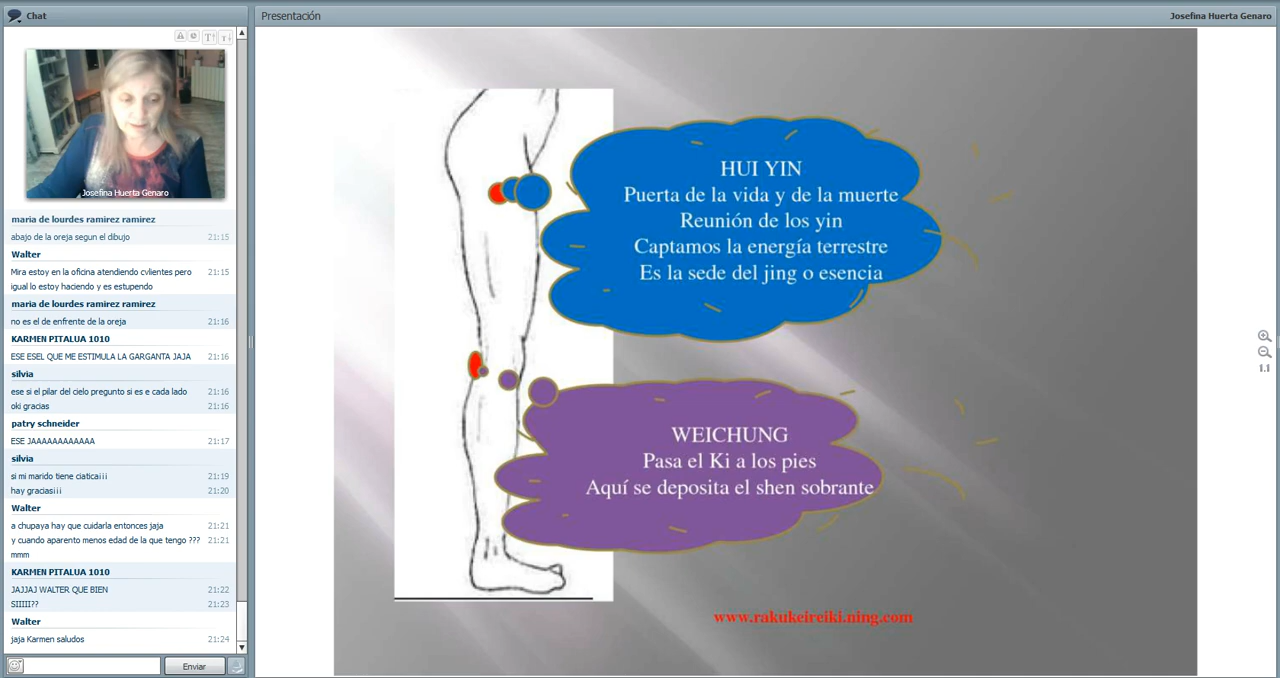 Chat
Josefina Huerta Genaro
maria de lourdes ramirez ramirez
abajo de la oreja segun el dibujo 21:15
Walter
Mira estoy en la oficina atendiendo cvlientes pero 21:15
igual lo estoy haciendo y es estupendo
maria de lourdes ramirez ramirez
no es el de enfrente de la oreja 21:16
KARMEN PITALUA 1010
ESE ESEL QUE ME ESTIMULA LA GARGANTA JAJA 21:16
silvia
ese si el pilar del cielo pregunto si es e cada lado 21:16
oki gracias 21:16
patry schneider
ESE JAAAAAAAAAAAA 21:17
silvia
si mi marido tiene ciatica¡¡¡ 21:19
hay gracias¡¡¡ 21:20
Walter
a chupaya hay que cuidarla entonces jaja 21:21
y cuando aparento menos edad de la que tengo ??? 21:21
mmm
KARMEN PITALUA 1010
JAJJAJ WALTER QUE BIEN 21:22
SIIIII?? 21:23
Walter
jaja Karmen saludos 21:24
Enviar
Presentación
Josefina Huerta Genaro
HUI YIN
Puerta de la vida y de la muerte
Reunión de los yin
Captamos la energía terrestre
Es la sede del jing o esencia
WEICHUNG
Pasa el Ki a los pies
Aquí se deposita el shen sobrante
www.rakukeireiki.ning.com
1.1